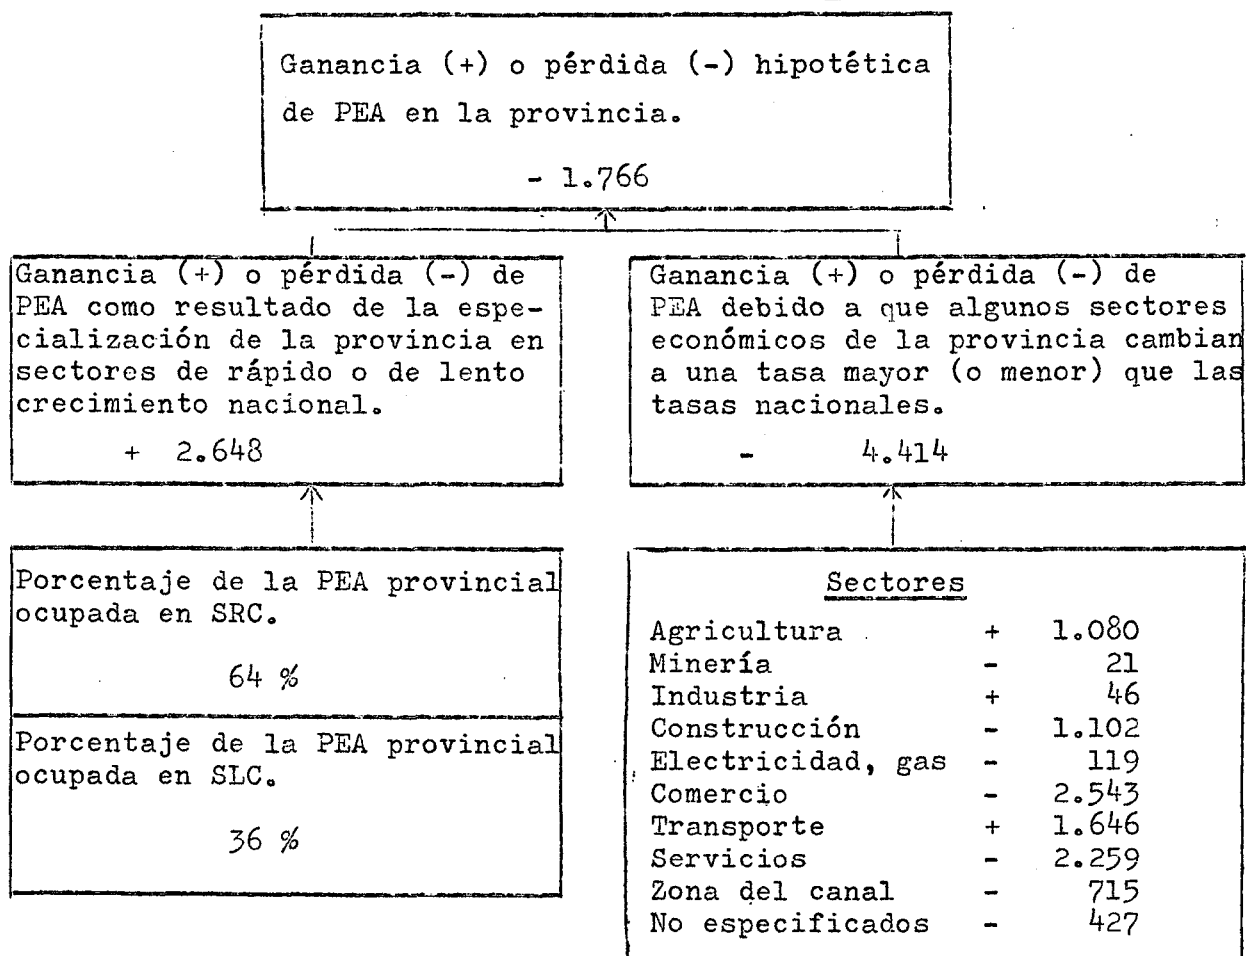 Ganancia (+) o pérdida (-) hipotética
de PEA en la provincia.
- 1.766
Ganancia (+) o pérdida (-) de
PEA como resultado de la espe-
cialización de la provincia en
sectores de rápido o de lento
crecimiento nacional.
+ 2.648
Ganancia (+) o pérdida (-) de
PEA debido a que algunos sectores
económicos de la provincia cambian
a una tasa mayor (o menor) que las
tasas nacionales.
- 4.414
Porcentaje de la PEA provincial
ocupada en SRC.
64 %
Porcentaje de la PEA provincial
ocupada en SLC.
36 %
Sectores
Agricultura + 1.080
Minería - 21
Industria + 46
Construcción - 1.102
Electricidad, gas - 119
Comercio - 2.543
Transporte + 1.646
Servicios - 2.259
Zona del canal - 715
No especificados - 427